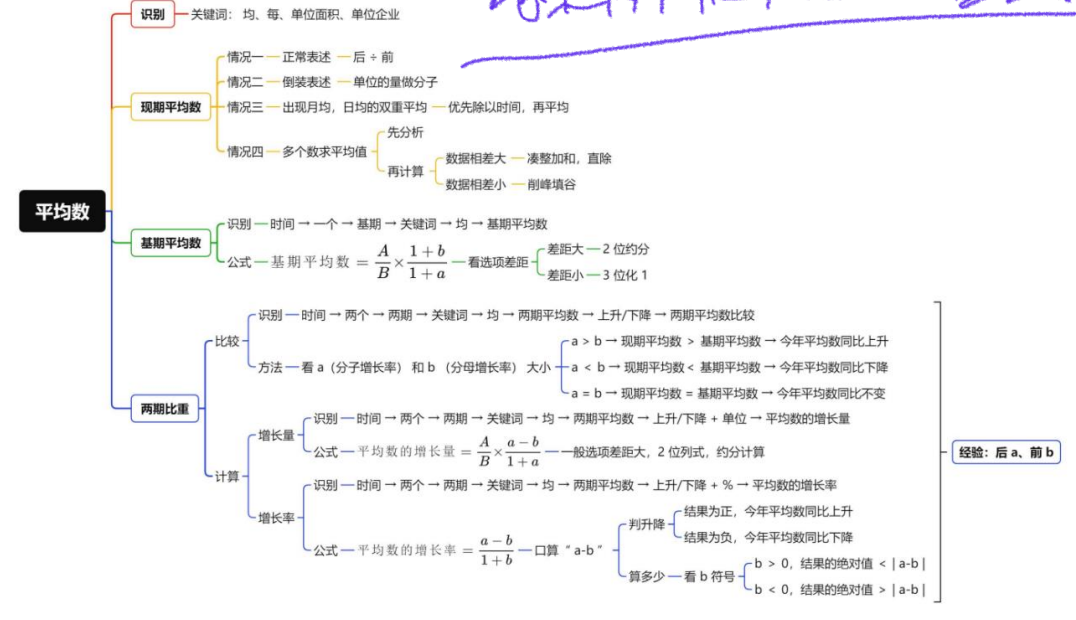 识别 关键词： 均、每、单位面积、单位企业
现期平均数
情况一 正常表述 后 ÷ 前
情况二 倒装表述 单位的量做分子
情况三 出现月均，日均的双重平均 优先除以时间，再平均
情况四 多个数求平均值
先分析
再计算
数据相差大 凑整加和，直除
数据相差小 削峰填谷
平均数
基期平均数
识别 时间 → 一个 → 基期 → 关键词 → 均 → 基期平均数
公式 基期平均数 = A/B × (1+b)/(1+a) 看选项差距
差距大 2 位约分
差距小 3 位化 1
两期比重
比较
识别 时间 → 两个 → 两期 → 关键词 → 均 → 两期平均数 → 上升/下降 → 两期平均数比较
方法 看 a（分子增长率） 和 b （分母增长率） 大小
a > b → 现期平均数 > 基期平均数 → 今年平均数同比上升
a < b → 现期平均数 < 基期平均数 → 今年平均数同比下降
a = b → 现期平均数 = 基期平均数 → 今年平均数同比不变
计算
增长量
识别 时间 → 两个 → 两期 → 关键词 → 均 → 两期平均数 → 上升/下降 + 单位 → 平均数的增长量
公式 平均数的增长量 = A/B × (a−b)/(1+a) 一般选项差距大，2 位列式，约分计算
增长率
识别 时间 → 两个 → 两期 → 关键词 → 均 → 两期平均数 → 上升/下降 + % → 平均数的增长率
公式 平均数的增长率 = (a−b)/(1+b) 口算 “ a-b ”
判升降
结果为正，今年平均数同比上升
结果为负，今年平均数同比下降
算多少 看 b 符号
b > 0，结果的绝对值 < | a-b |
b < 0，结果的绝对值 > | a-b |
经验：后 a、前 b